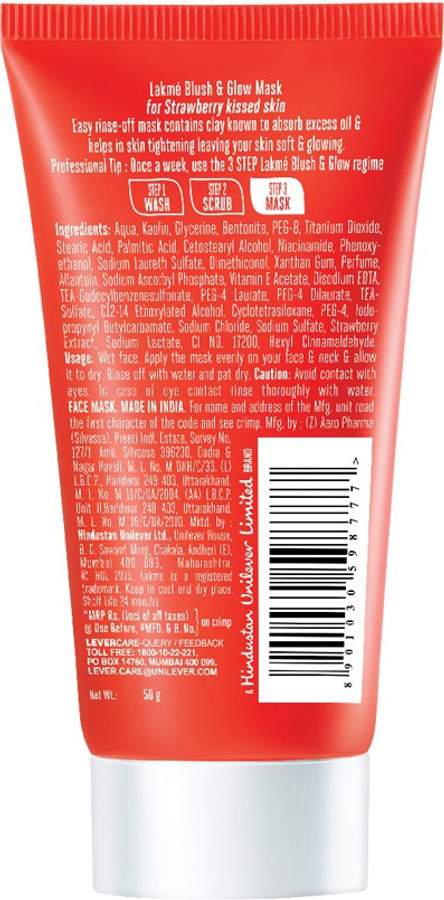 Lakmé Blush & Glow Mask
for Strawberry kissed skin
Easy rinse-off mask contains clay known to absorb excess oil &
helps in skin tightening leaving your skin soft & glowing.
Professional Tip : Once a week, use the 3 STEP Lakmé Blush & Glow regime
STEP 1 STEP 2 STEP 3
WASH SCRUB MASK
Ingredients: Aqua, Kaolin, Glycerine, Bentonite, PEG-8, Titanium Dioxide,
Stearic Acid, Palmitic Acid, Cetostearyl Alcohol, Niacinamide, Phenoxy-
ethanol, Sodium Laureth Sulfate, Dimethiconol, Xanthan Gum, Perfume,
Allantoin, Sodium Ascorbyl Phosphate, Vitamin E Acetate, Disodium EDTA,
TEA Dodecylbenzenesulfonate, PEG-4 Laurate, PEG-4 Dilaurate, TEA-
Sulfate, C12-14 Ethoxylated Alcohol, Cyclotetrasiloxane, PEG-4, Iodo-
propynyl Butylcarbamate, Sodium Chloride, Sodium Sulfate, Strawberry
Extract, Sodium Lactate, CI NO. 17200, Hexyl Cinnamaldehyde.
Usage: Wet face. Apply the mask evenly on your face & neck & allow
it to dry. Rinse off with water and pat dry. Caution: Avoid contact with
eyes. In case of eye contact rinse thoroughly with water.
FACE MASK. MADE IN INDIA. For name and address of the Mfg. unit read
the first character of the code and see crimp. Mfg. by : (Z) Aero Pharma
(Silvassa), Preeti Indl. Estate, Survey No.
127/1 Amli, Silvassa 396230, Dadra &
Nagar Haveli. M. L. No. M DNH/C/33. (L)
L.B.C.P., Haridwar 249 403, Uttarakhand.
M. L. No. M 11/C/UA/2004. (AA) L.B.C.P.
Unit II, Haridwar 249 403, Uttarakhand.
M. L. No M 16/C/UA/2010. Mktd. by :
Hindustan Unilever Ltd., Unilever House,
B. D. Sawant Marg, Chakala, Andheri (E),
Mumbai 400 099, Maharashtra.
HUL 2015. Lakme is a registered
trademark. Keep in cool and dry place.
Shelf Life 24 months
*MRP Rs. (Incl of all taxes) } on crimp
@ Use Before, #MFD. & B. No.
LEVERCARE-QUERY / FEEDBACK
TOLL FREE: 1800-10-22-221.
PO BOX 14760, MUMBAI 400 099.
LEVER.CARE@UNILEVER.COM
Net Wt.: 50 g
A Hindustan Unilever Limited BRAND
8 901030 598777 >